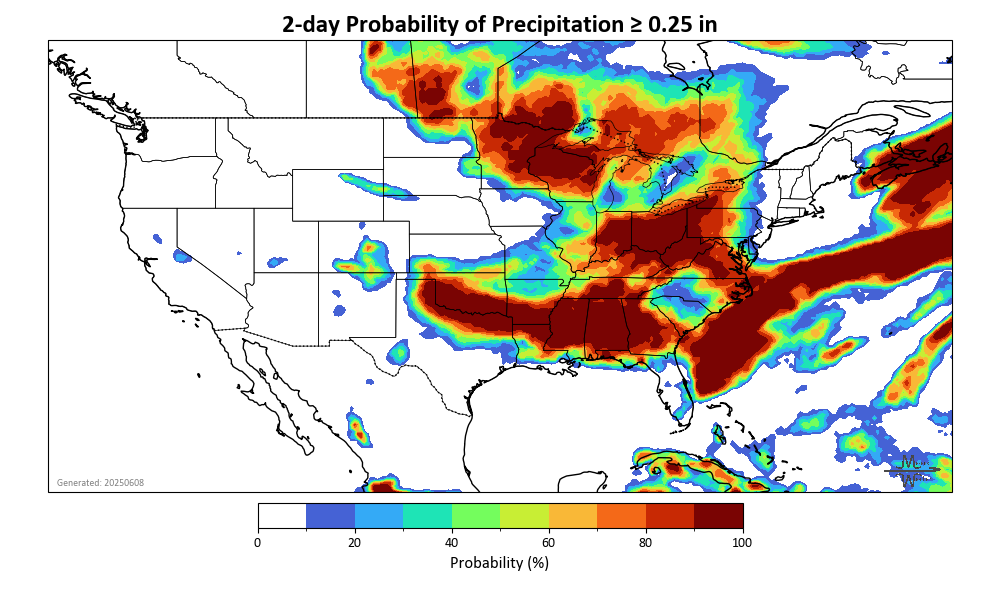 2-day Probability of Precipitation ≥ 0.25 in
Generated: 20250608
0 20 40 60 80 100
Probability (%)